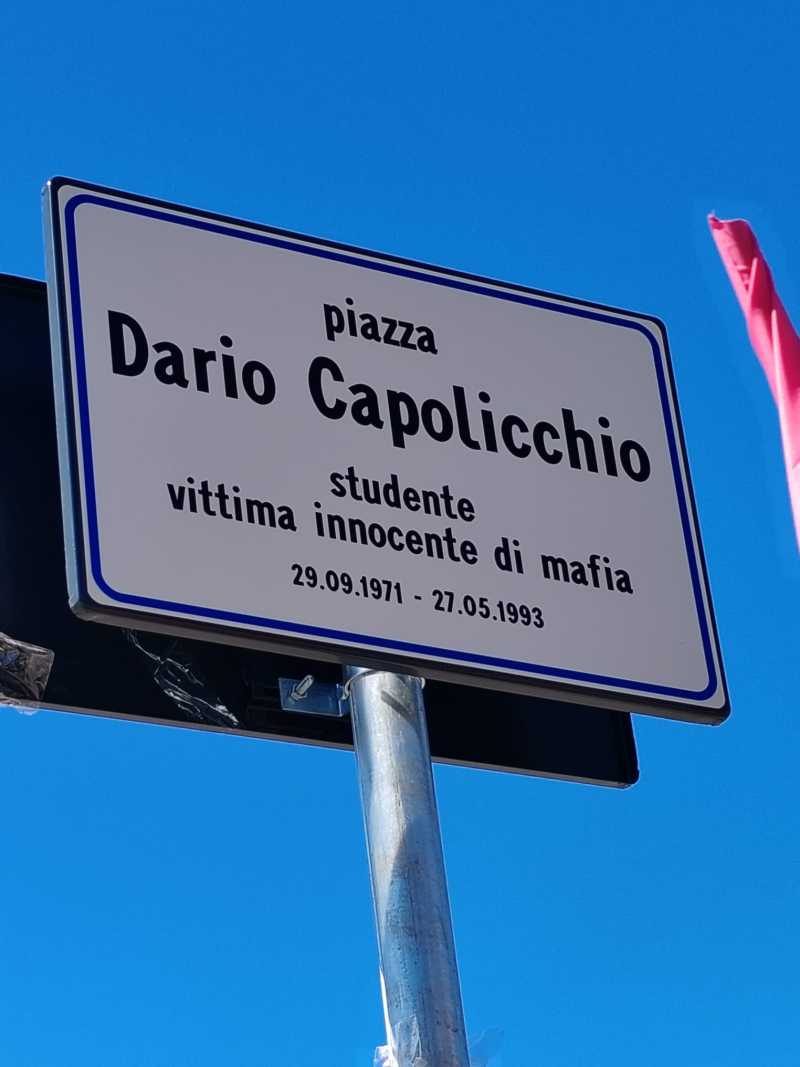 piazza
Dario Capolicchio
studente
vittima innocente di mafia
29.09.1971 - 27.05.1993